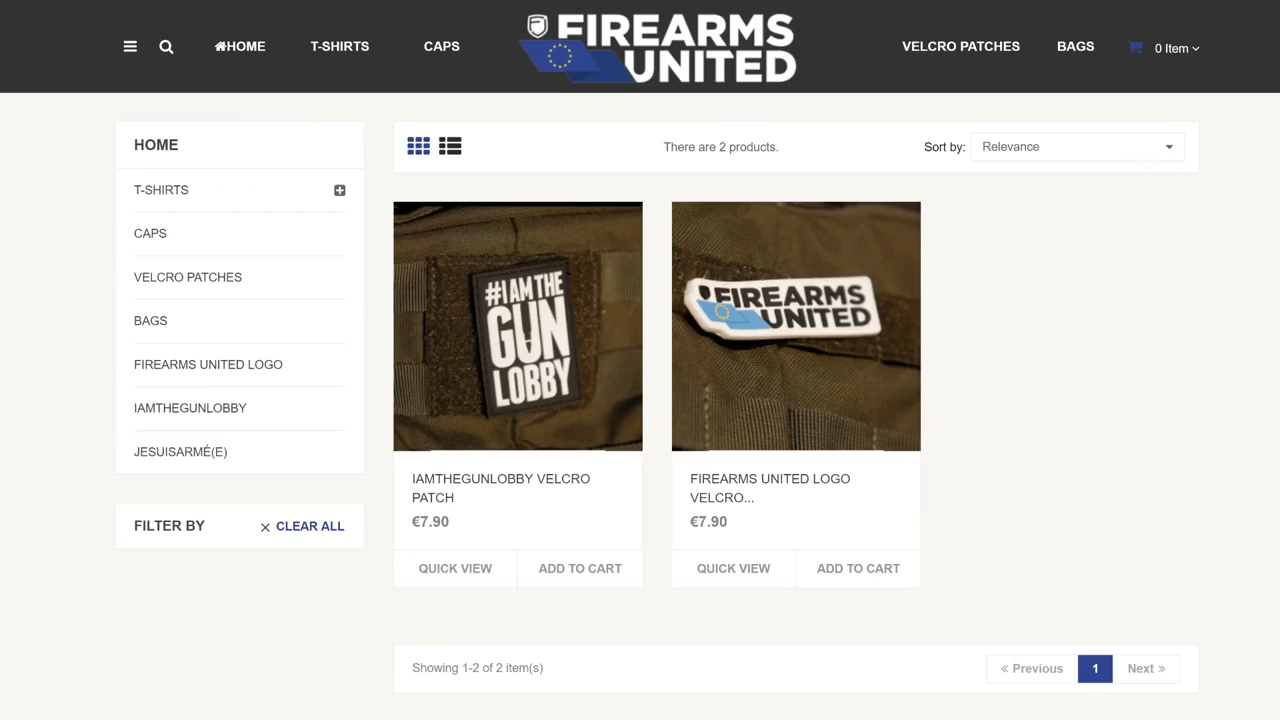 HOME
T-SHIRTS
CAPS
FIREARMS
UNITED
VELCRO PATCHES
BAGS
0 Item
HOME
T-SHIRTS
CAPS
VELCRO PATCHES
BAGS
FIREARMS UNITED LOGO
IAMTHEGUNLOBBY
JESUISARMÉ(E)
FILTER BY
CLEAR ALL
There are 2 products.
Sort by:
Relevance
#I AM THE
GUN
LOBBY
IAMTHEGUNLOBBY VELCRO
PATCH
€7.90
QUICK VIEW
ADD TO CART
FIREARMS
UNITED
FIREARMS UNITED LOGO
VELCRO...
€7.90
QUICK VIEW
ADD TO CART
Showing 1-2 of 2 item(s)
Previous
1
Next